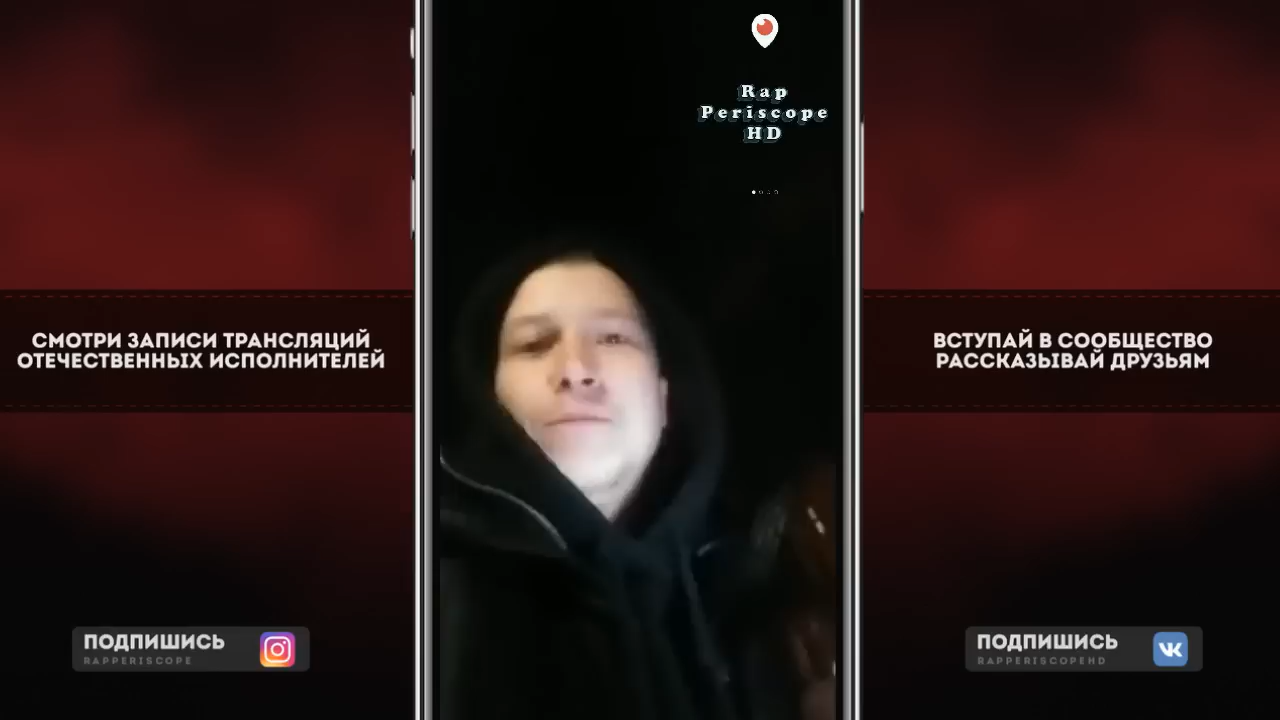 Rap
Periscope
HD
СМОТРИ ЗАПИСИ ТРАНСЛЯЦИЙ
ОТЕЧЕСТВЕННЫХ ИСПОЛНИТЕЛЕЙ
ВСТУПАЙ В СООБЩЕСТВО
РАССКАЗЫВАЙ ДРУЗЬЯМ
ПОДПИШИСЬ
RAPPERISCOPE
ПОДПИШИСЬ
RAPPERISCOPEHD